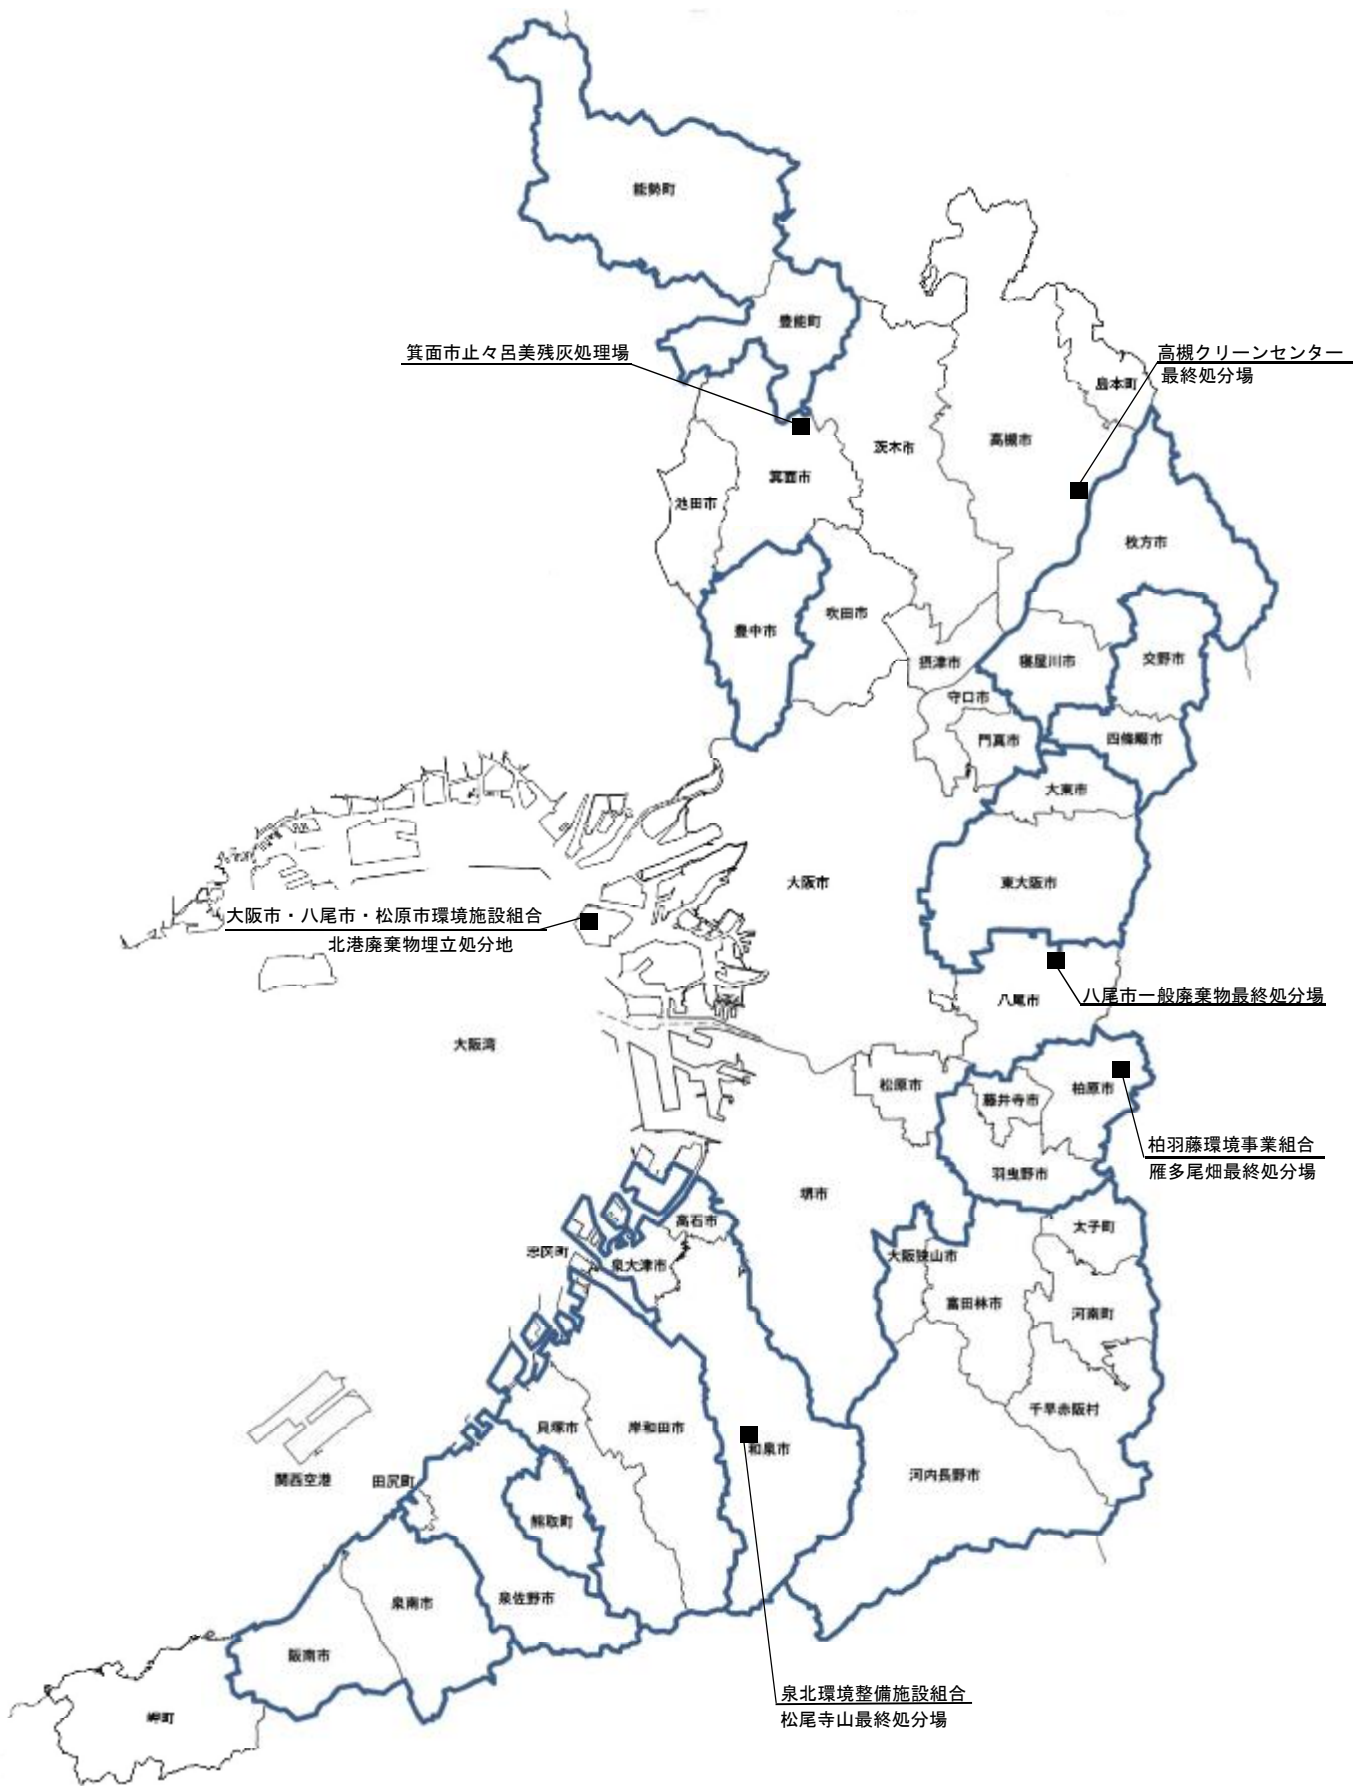 能勢町
豊能町
箕面市止々呂美残灰処理場
高槻クリーンセンター
最終処分場
島本町
高槻市
茨木市
箕面市
池田市
枚方市
吹田市
豊中市
摂津市
寝屋川市
交野市
守口市
門真市
四條畷市
大東市
大阪市
東大阪市
大阪市・八尾市・松原市環境施設組合
北港廃棄物埋立処分地
八尾市一般廃棄物最終処分場
八尾市
大阪湾
松原市
藤井寺市
柏原市
柏羽藤環境事業組合
雁多尾畑最終処分場
羽曳野市
堺市
高石市
太子町
忠岡町
泉大津市
大阪狭山市
富田林市
河南町
千早赤阪村
貝塚市
岸和田市
和泉市
河内長野市
関西空港
田尻町
熊取町
泉佐野市
泉南市
阪南市
岬町
泉北環境整備施設組合
松尾寺山最終処分場